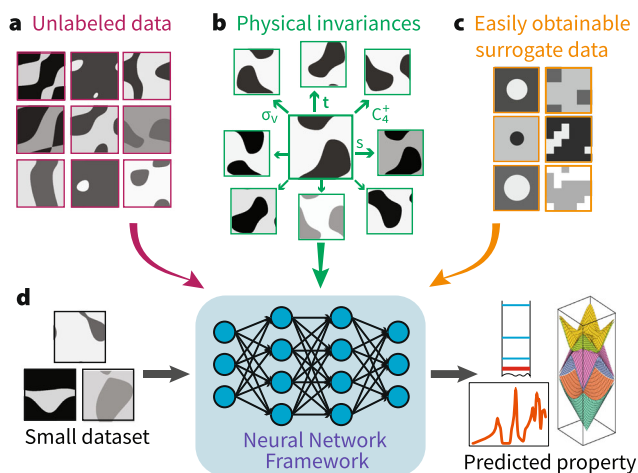 a Unlabeled data
b Physical invariances
c Easily obtainable
surrogate data
t
σv
C4+
s
d
Small dataset
Neural Network
Framework
Predicted property